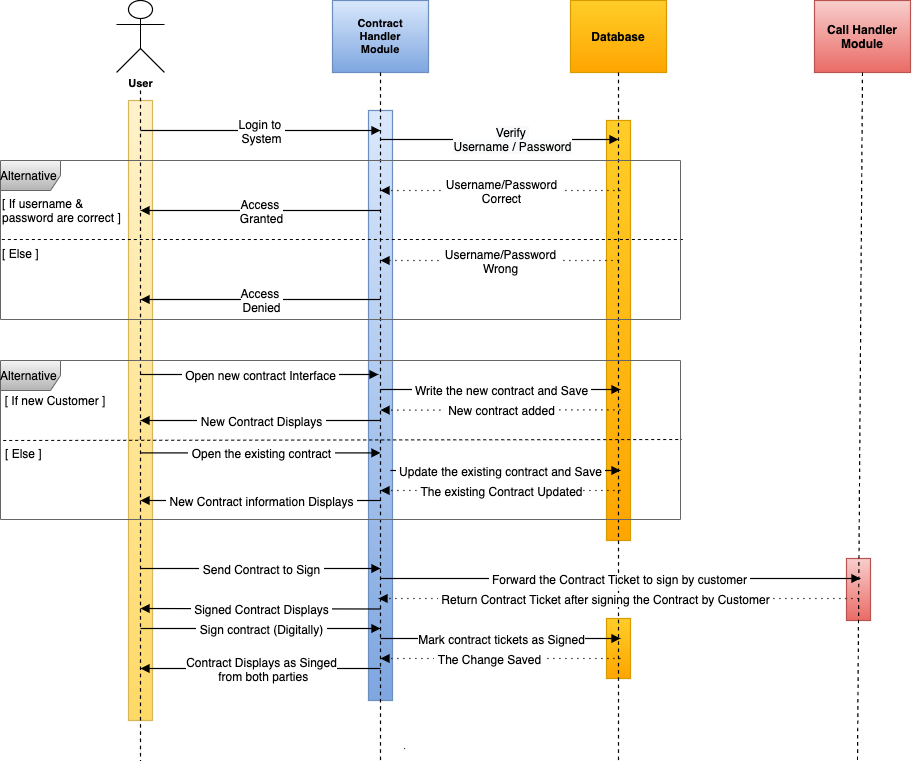 Contract
Handler
Module
Database
Call Handler
Module
User
Login to
System
Verify
Username / Password
Alternative
[ If username &
password are correct ]
Username/Password
Correct
Access
Granted
[ Else ]
Username/Password
Wrong
Access
Denied
Alternative
Open new contract Interface
[ If new Customer ]
Write the new contract and Save
New contract added
New Contract Displays
[ Else ]
Open the existing contract
Update the existing contract and Save
The existing Contract Updated
New Contract information Displays
Send Contract to Sign
Forward the Contract Ticket to sign by customer
Return Contract Ticket after signing the Contract by Customer
Signed Contract Displays
Sign contract (Digitally)
Mark contract tickets as Signed
The Change Saved
Contract Displays as Singed
from both parties